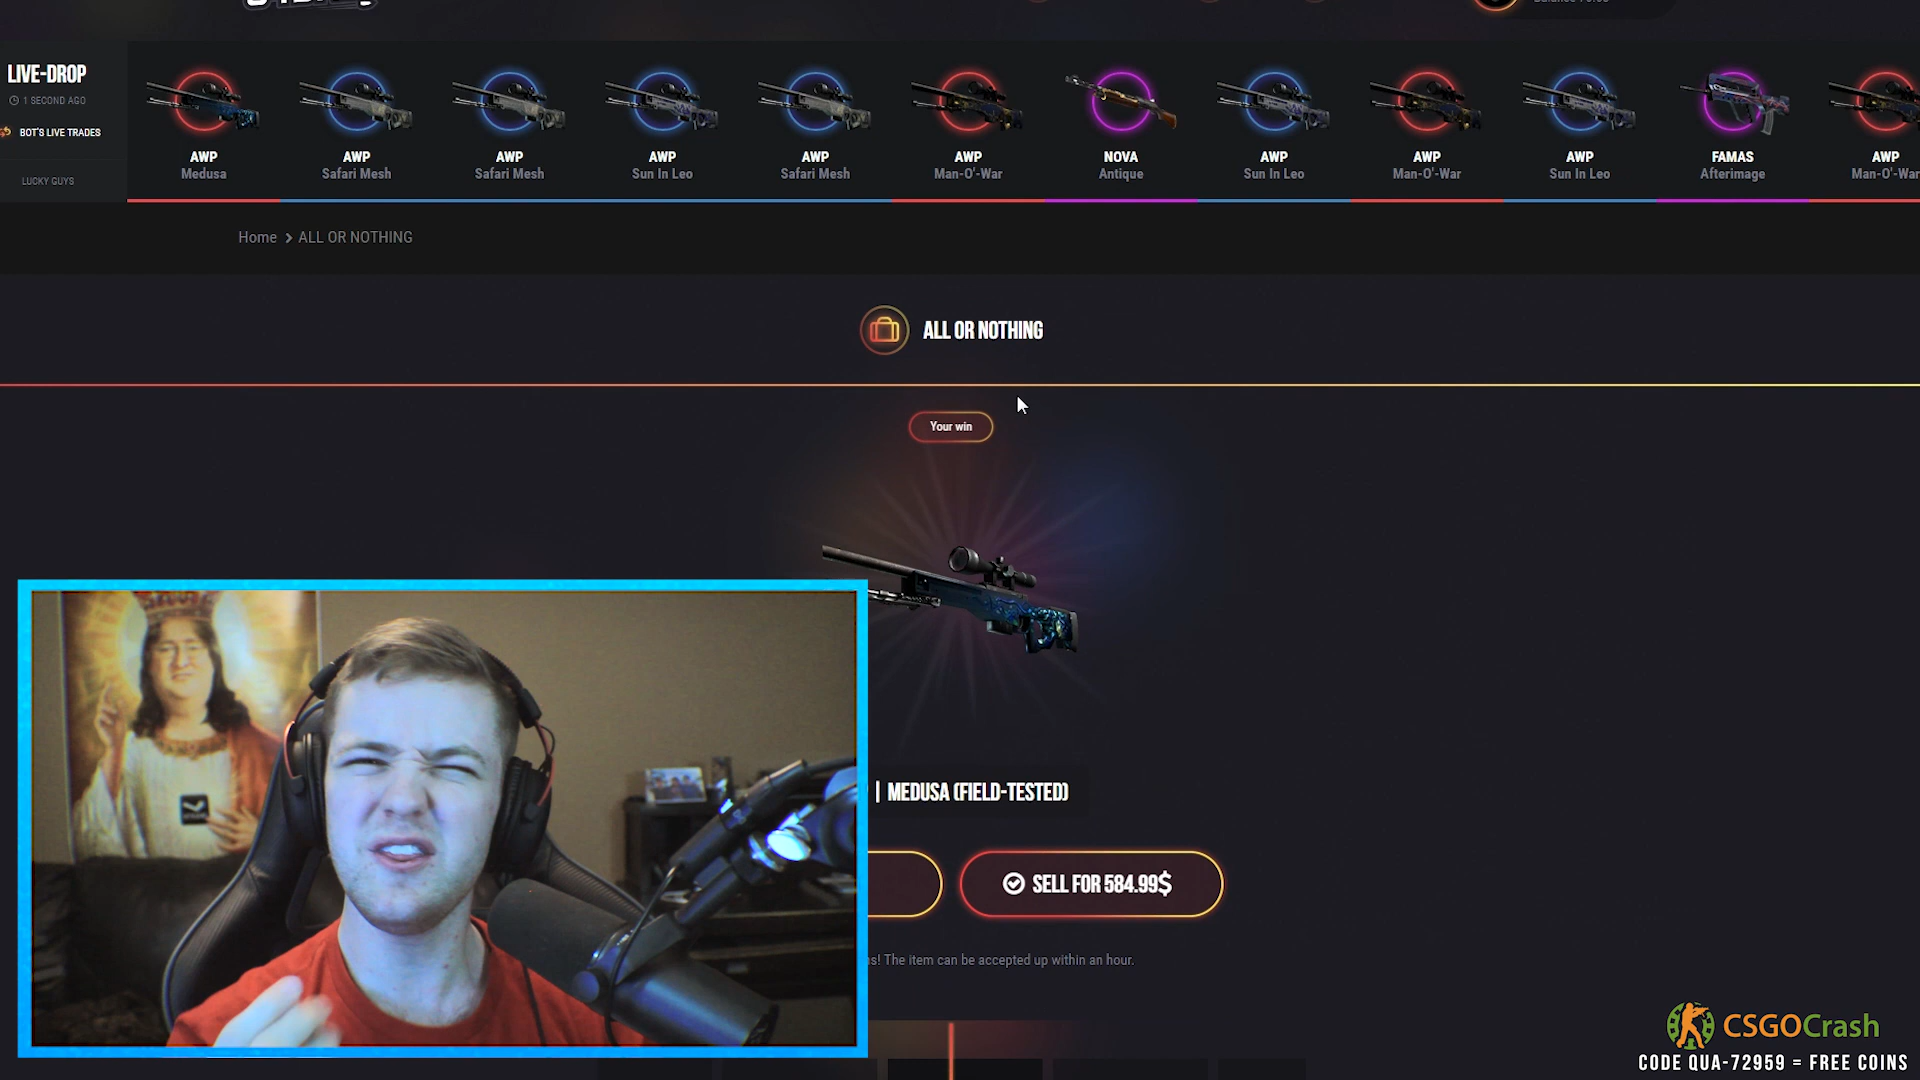 LIVE-DROP
1 SECOND AGO
BOT'S LIVE TRADES
LUCKY GUYS
AWP
Medusa
AWP
Safari Mesh
AWP
Safari Mesh
AWP
Sun In Leo
AWP
Safari Mesh
AWP
Man-O'-War
NOVA
Antique
AWP
Sun In Leo
AWP
Man-O'-War
AWP
Sun In Leo
FAMAS
Afterimage
AWP
Man-O'-War
Home > ALL OR NOTHING
ALL OR NOTHING
Your win
| MEDUSA (FIELD-TESTED)
SELL FOR 584.99$
The item can be accepted up within an hour.
CSGOCrash
CODE QUA-72959 = FREE COINS